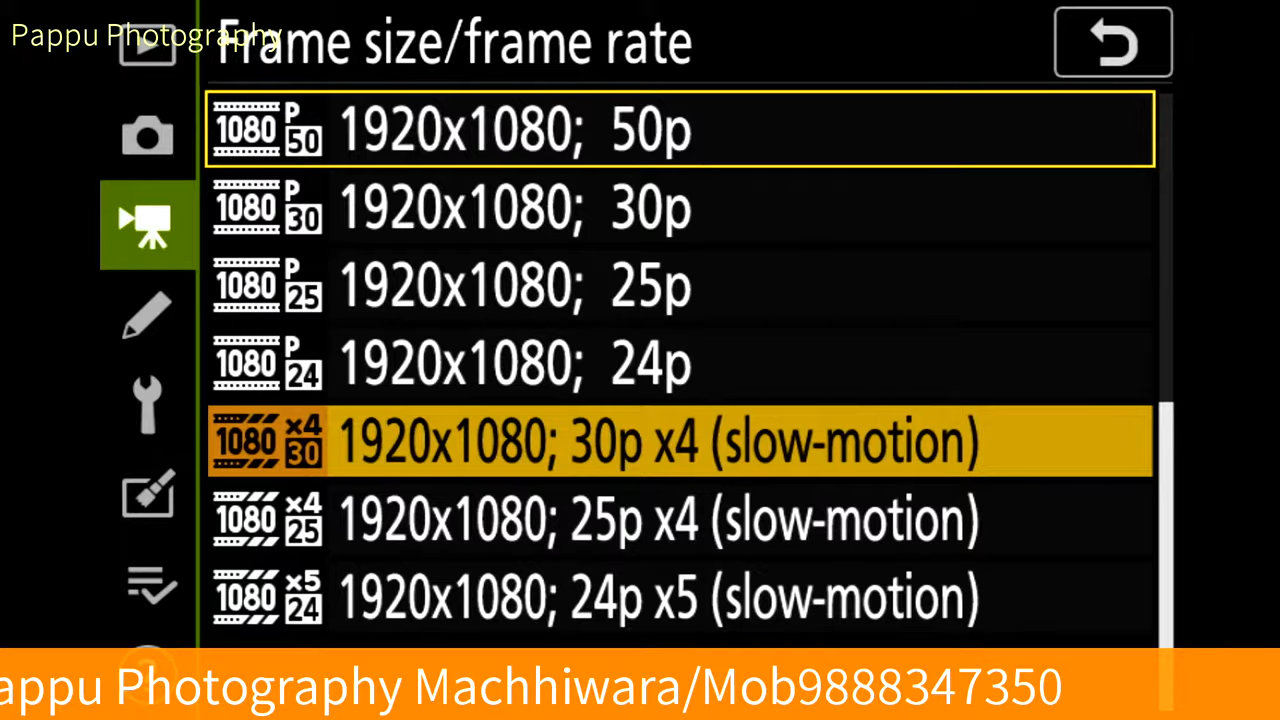 Pappu Photography
Frame size/frame rate
1080 P 50 1920x1080; 50p
1080 P 30 1920x1080; 30p
1080 P 25 1920x1080; 25p
1080 P 24 1920x1080; 24p
1080 x4 30 1920x1080; 30p x4 (slow-motion)
1080 x4 25 1920x1080; 25p x4 (slow-motion)
1080 x5 24 1920x1080; 24p x5 (slow-motion)
appu Photography Machhiwara/Mob9888347350